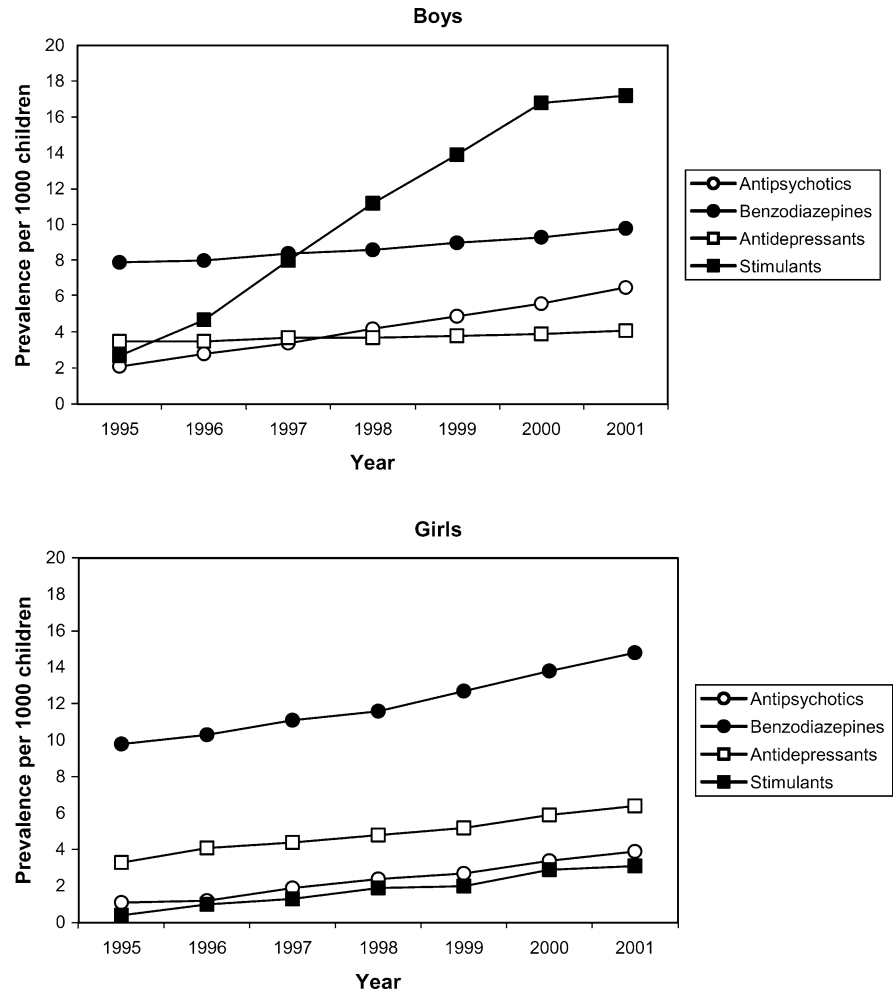 Boys
Prevalence per 1000 children
20
18
16
14
12
10
8
6
4
2
0
1995 1996 1997 1998 1999 2000 2001
Year
Antipsychotics
Benzodiazepines
Antidepressants
Stimulants
Girls
Prevalence per 1000 children
20
18
16
14
12
10
8
6
4
2
0
1995 1996 1997 1998 1999 2000 2001
Year
Antipsychotics
Benzodiazepines
Antidepressants
Stimulants